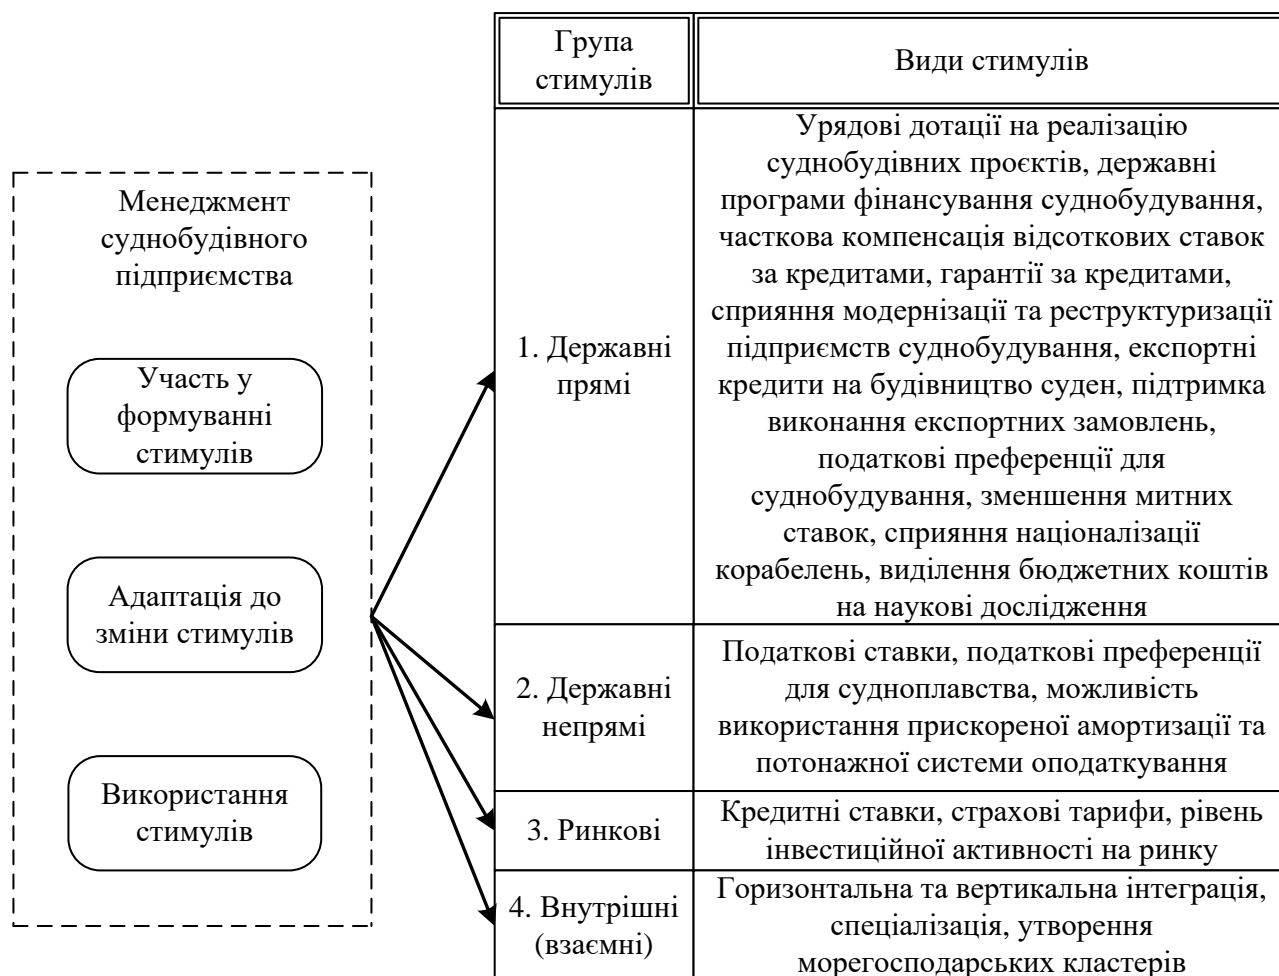 Менеджмент
суднобудівного
підприємства
Участь у
формуванні
стимулів
Адаптація до
зміни стимулів
Використання
стимулів
Група
стимулів
Види стимулів
1. Державні
прямі
Урядові дотації на реалізацію
суднобудівних проєктів, державні
програми фінансування суднобудування,
часткова компенсація відсоткових ставок
за кредитами, гарантії за кредитами,
сприяння модернізації та реструктуризації
підприємств суднобудування, експортні
кредити на будівництво суден, підтримка
виконання експортних замовлень,
податкові преференції для
суднобудування, зменшення митних
ставок, сприяння націоналізації
корабелень, виділення бюджетних коштів
на наукові дослідження
2. Державні
непрямі
Податкові ставки, податкові преференції
для судноплавства, можливість
використання прискореної амортизації та
потонажної системи оподаткування
3. Ринкові
Кредитні ставки, страхові тарифи, рівень
інвестиційної активності на ринку
4. Внутрішні
(взаємні)
Горизонтальна та вертикальна інтеграція,
спеціалізація, утворення
морегосподарських кластерів